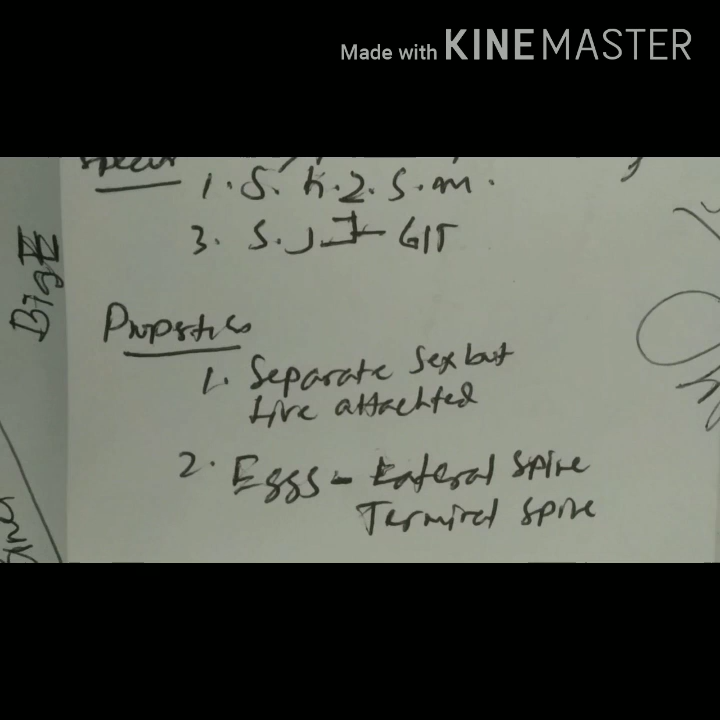 Made with KINEMASTER
1. S. h. 2. S. m.
3. S. J GIT
Big
Properties
1. Separate Sex but
Live attachted
2. Eggs - Lateral Spine
Terminal Spine